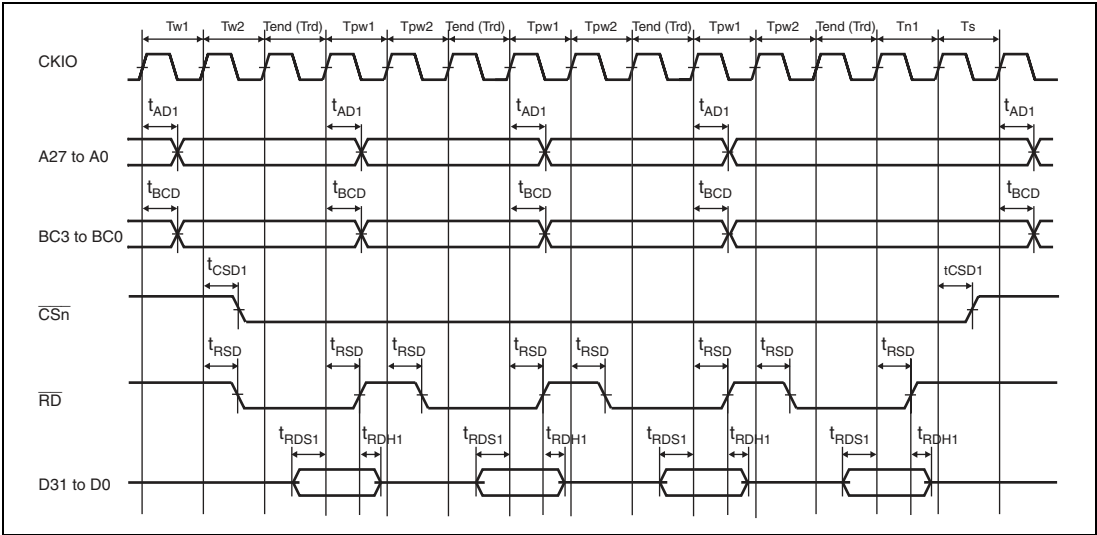 Tw1 Tw2 Tend (Trd) Tpw1 Tpw2 Tend (Trd) Tpw1 Tpw2 Tend (Trd) Tpw1 Tpw2 Tend (Trd) Tn1 Ts
CKIO
tAD1 tAD1 tAD1 tAD1 tAD1
A27 to A0
tBCD tBCD tBCD tBCD tBCD
BC3 to BC0
tCSD1 tCSD1
CSn
tRSD tRSD tRSD tRSD tRSD tRSD tRSD tRSD
RD
tRDS1 tRDH1 tRDS1 tRDH1 tRDS1 tRDH1 tRDS1 tRDH1
D31 to D0